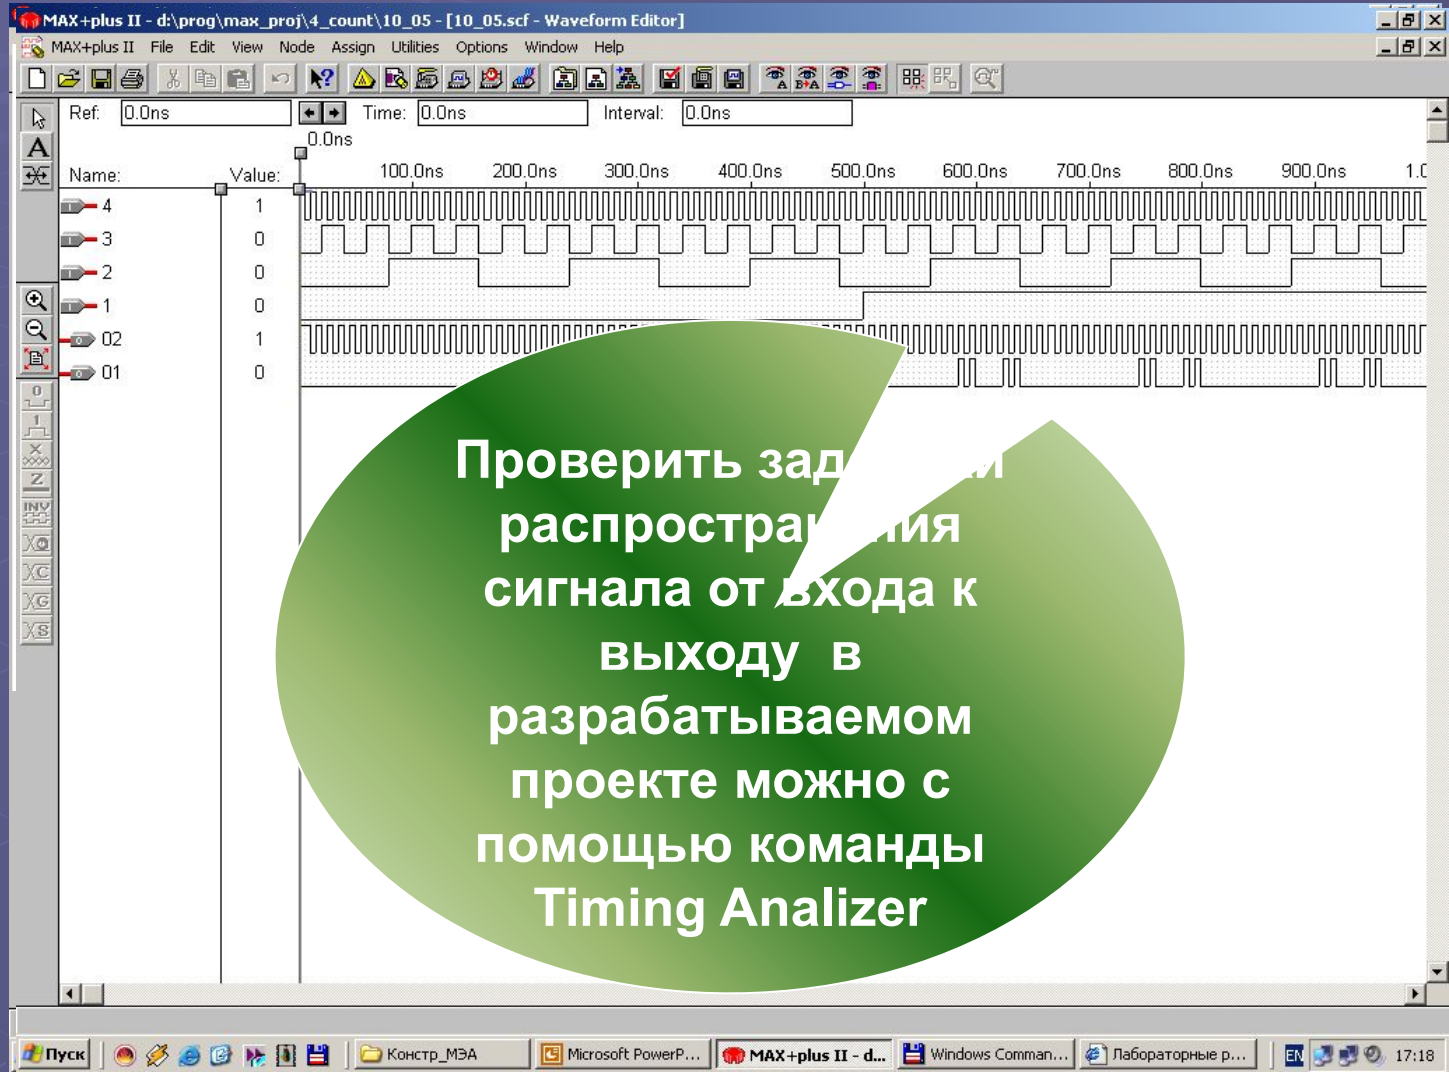 MAX+plus II - d:\prog\max_proj\4_count\10_05 - [10_05.scf - Waveform Editor]
MAX+plus II File Edit View Node Assign Utilities Options Window Help
Ref: 0.0ns Time: 0.0ns Interval: 0.0ns
0.0ns
Name: Value: 100.0ns 200.0ns 300.0ns 400.0ns 500.0ns 600.0ns 700.0ns 800.0ns 900.0ns 1.0
4 1
3 0
2 0
1 0
02 1
01 0
Проверить
распространения
сигнала от входа к
выходу в
разрабатываемом
проекте можно с
помощью команды
Timing Analizer
Пуск Констр_МЭА Microsoft PowerP... MAX+plus II - d... Windows Comman... Лабораторные р... EN 17:18